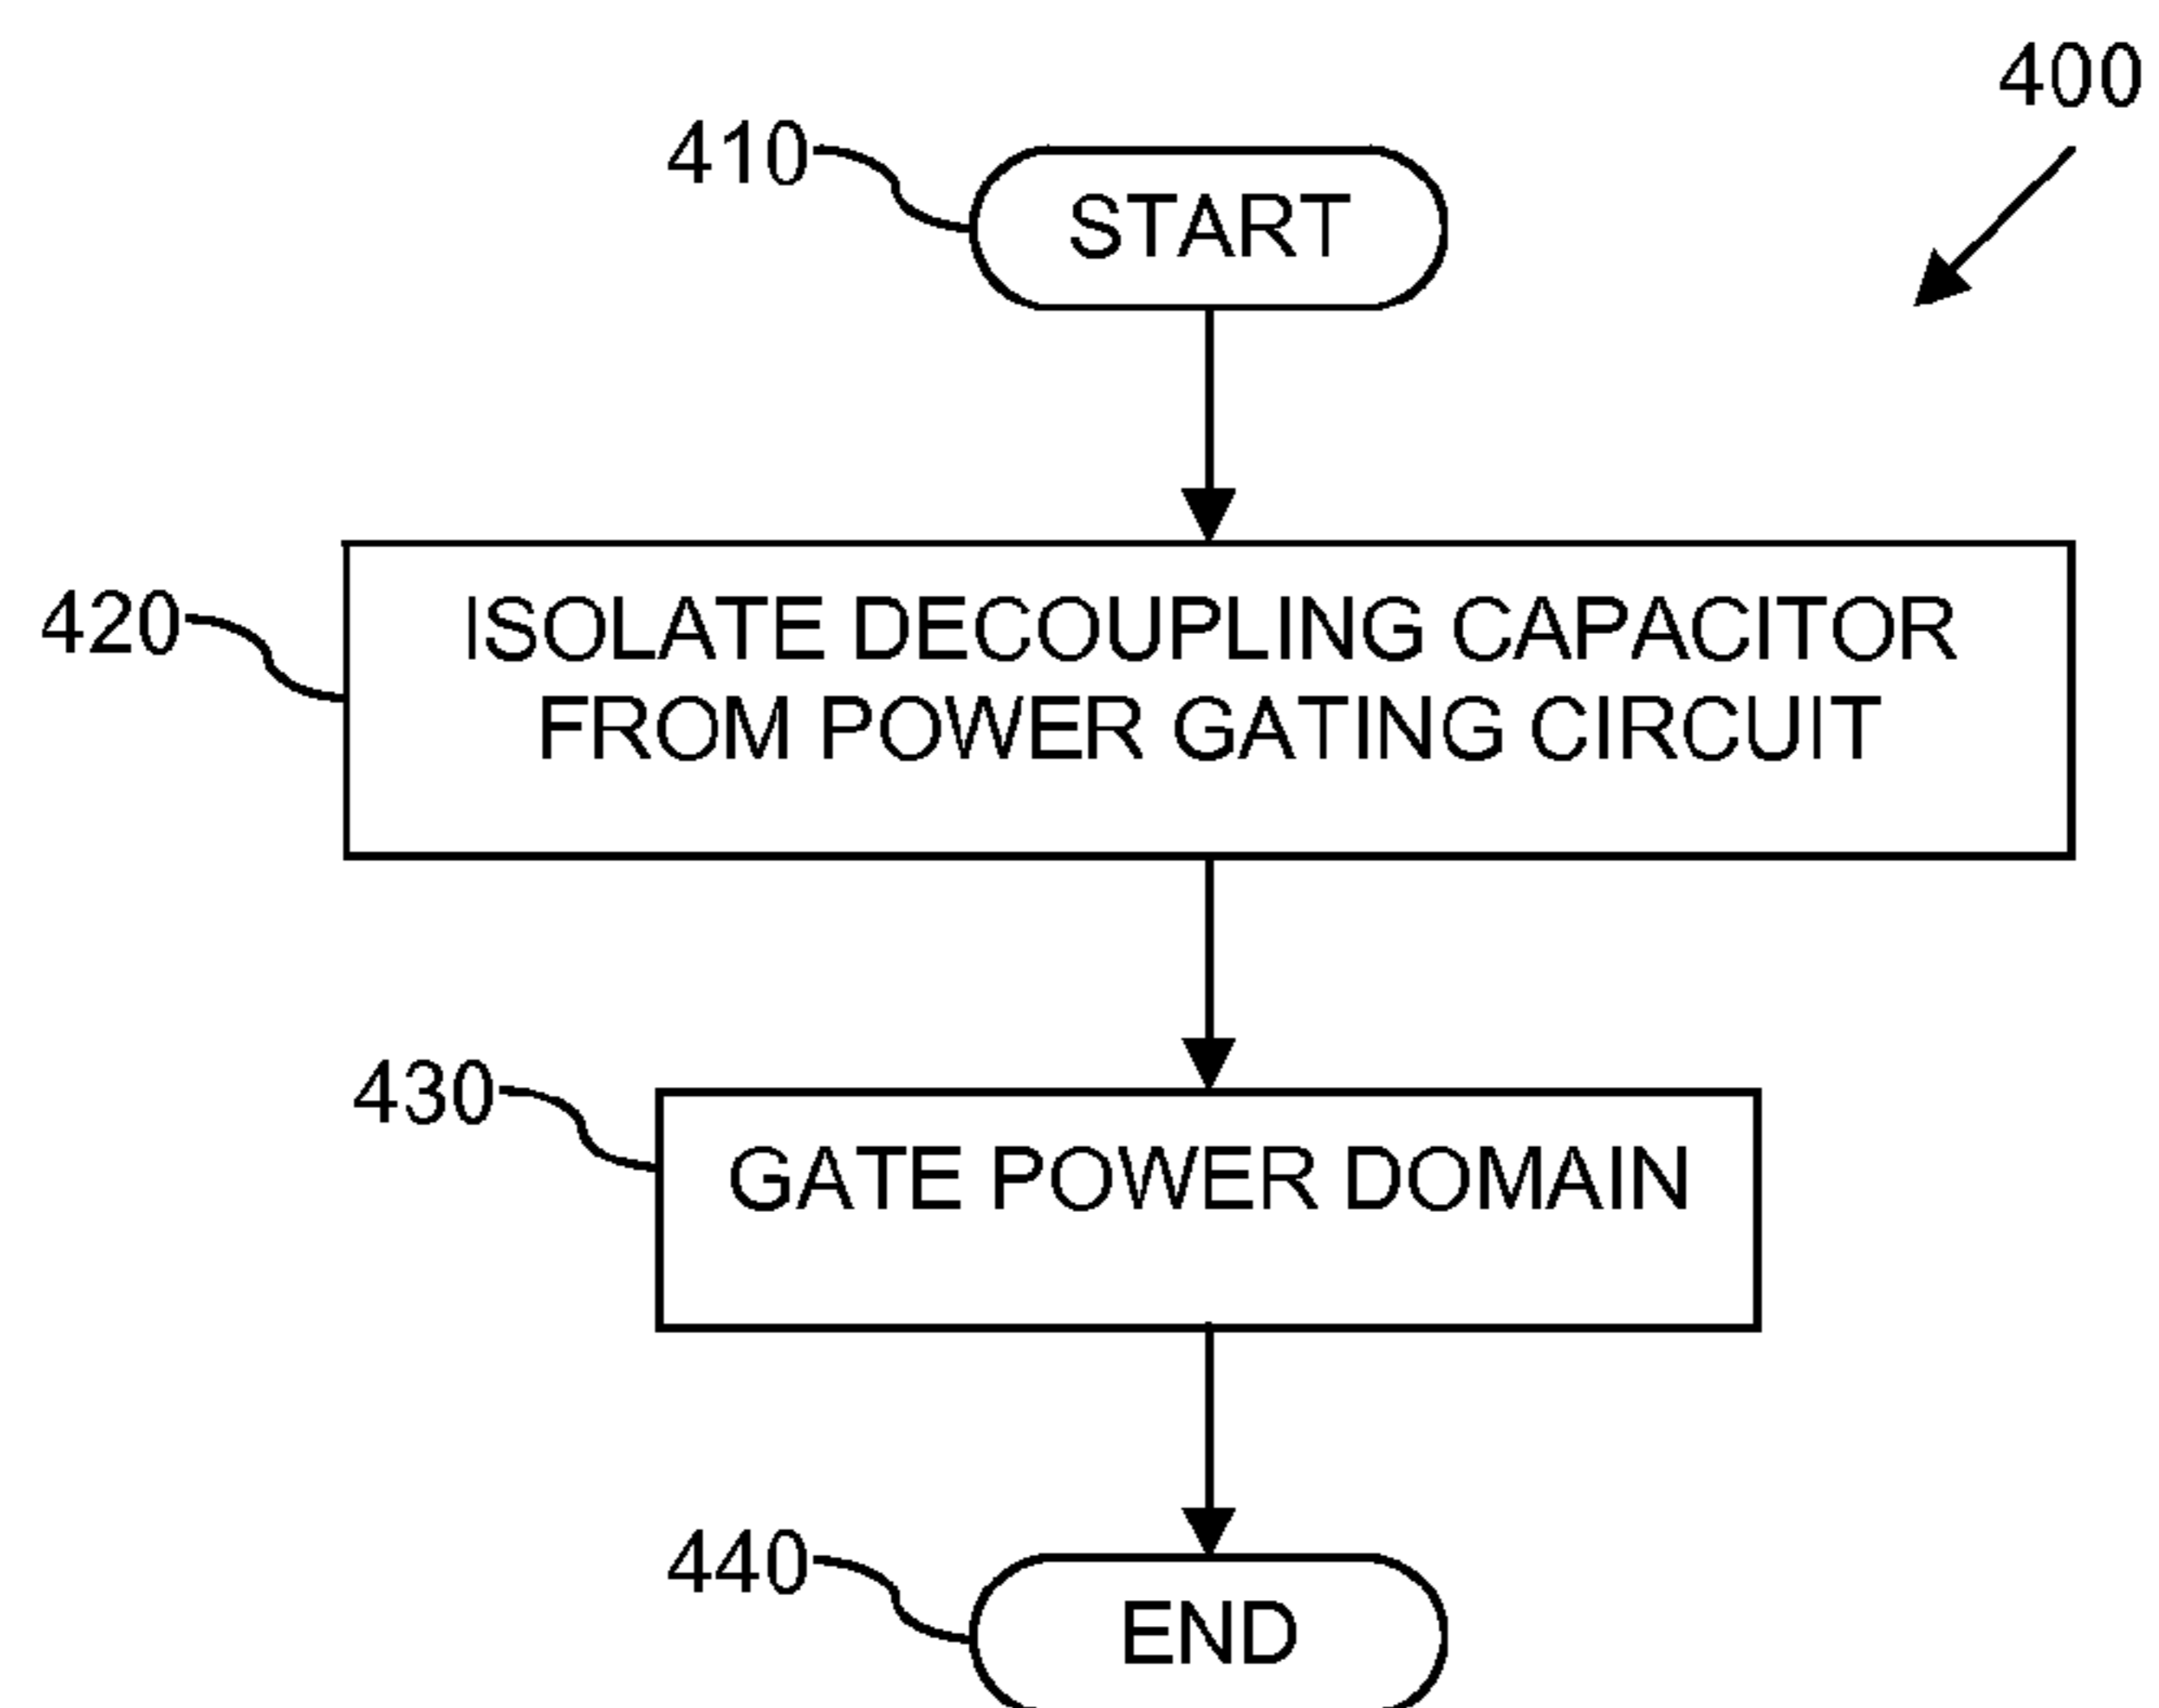 400
410
START
420
ISOLATE DECOUPLING CAPACITOR
FROM POWER GATING CIRCUIT
430
GATE POWER DOMAIN
440
END